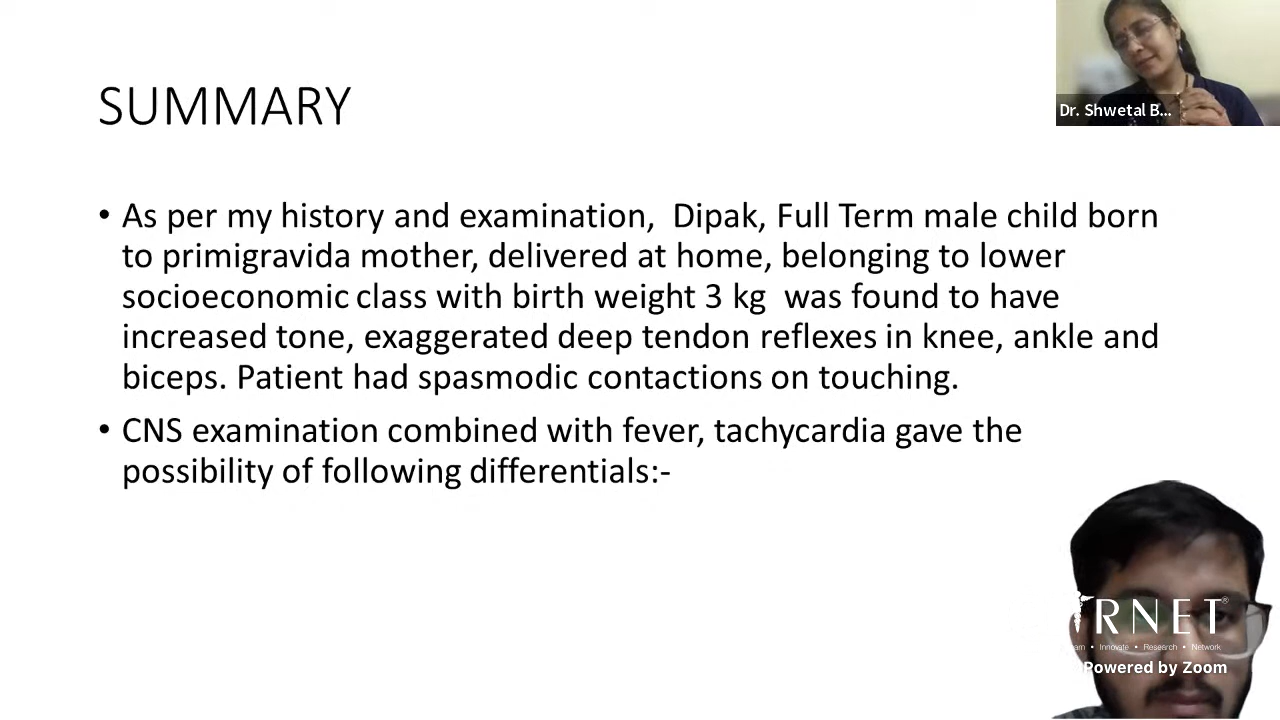 Dr. Shwetal B...
SUMMARY
• As per my history and examination,  Dipak, Full Term male child born
to primigravida mother, delivered at home, belonging to lower
socioeconomic class with birth weight 3 kg  was found to have
increased tone, exaggerated deep tendon reflexes in knee, ankle and
biceps. Patient had spasmodic contactions on touching.
• CNS examination combined with fever, tachycardia gave the
possibility of following differentials:-
RNET®
• Innovate • Research • Network
Powered by Zoom